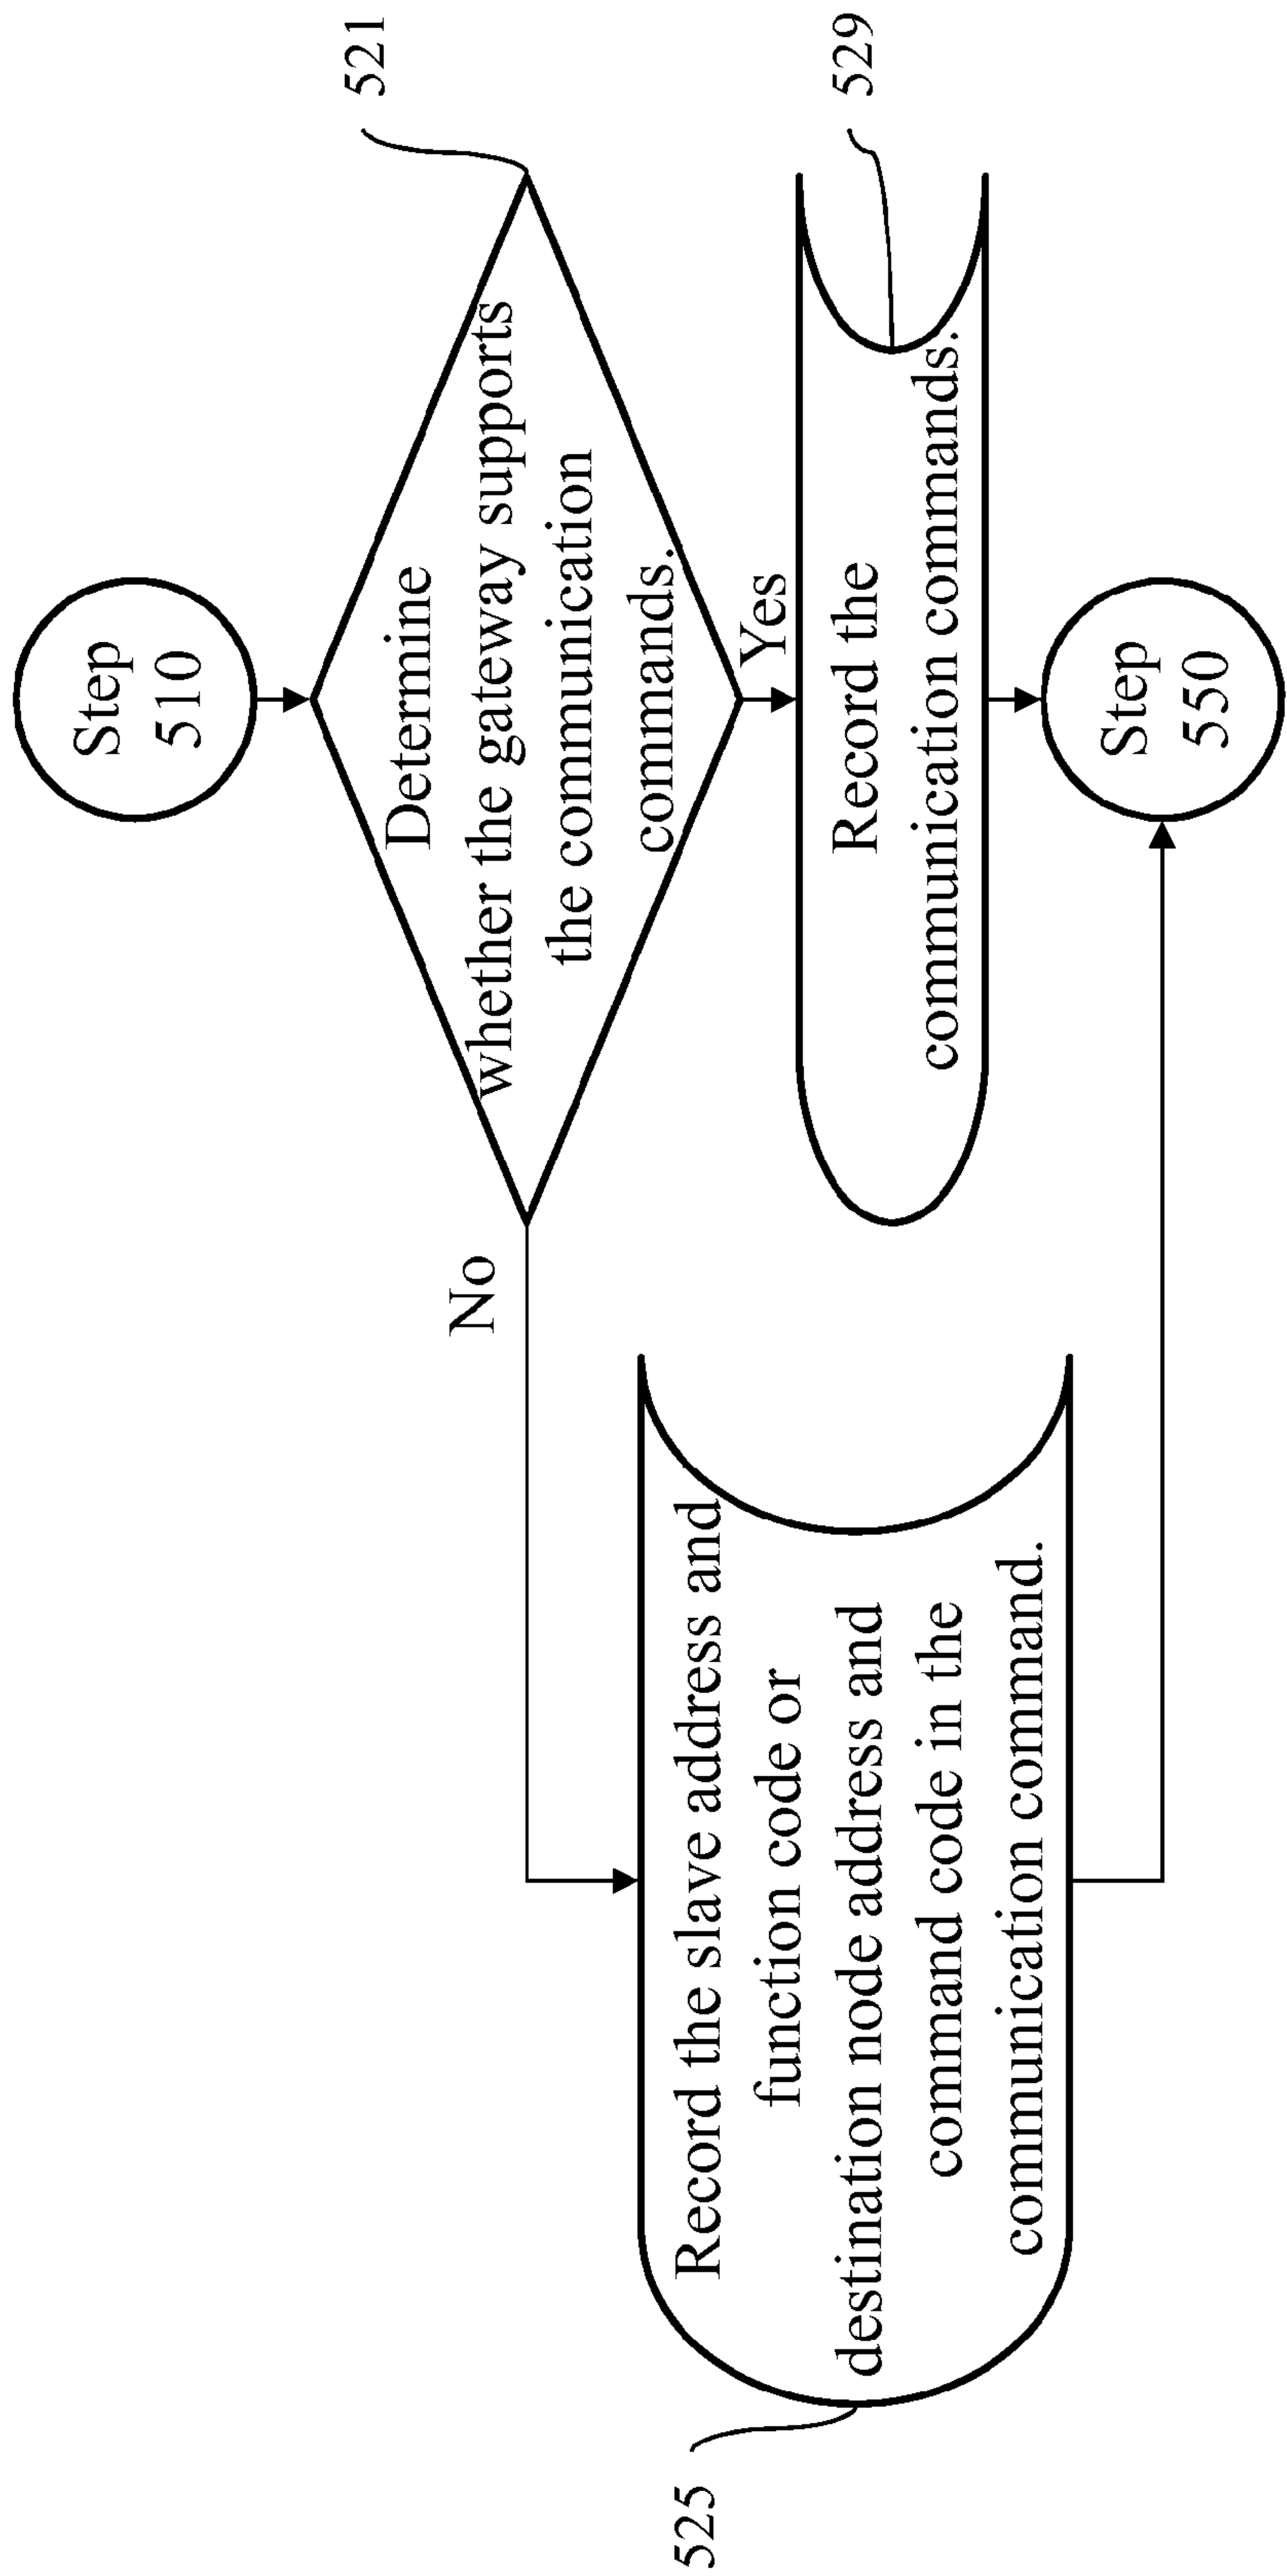 Step
510
521
Determine
whether the gateway supports
the communication
commands.
No
Yes
Record the slave address and
function code or
destination node address and
command code in the
communication command.
525
Record the
communication commands.
529
Step
550